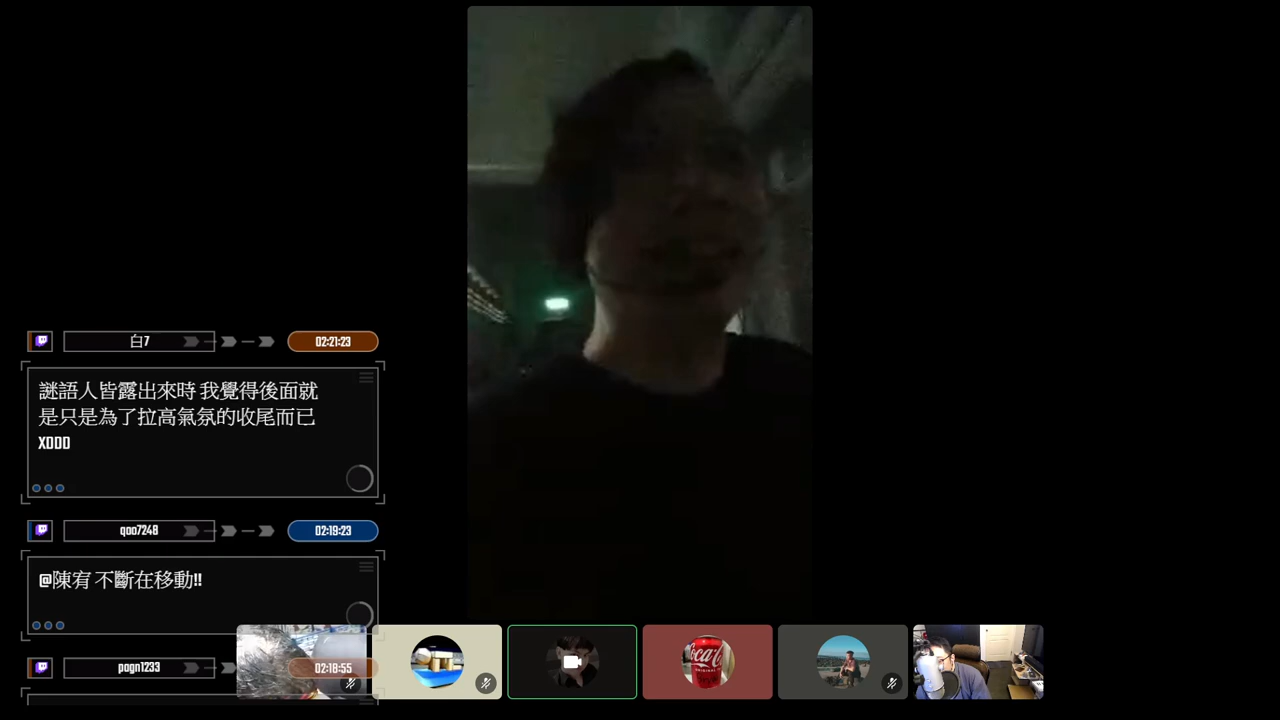 白7
02:21:23
謎語人皆露出來時 我覺得後面就
是只是為了拉高氣氛的收尾而已
XDDD
qoo7248
02:19:23
@陳宥 不斷在移動!!
pogn1233
02:18:55
Coca-Cola